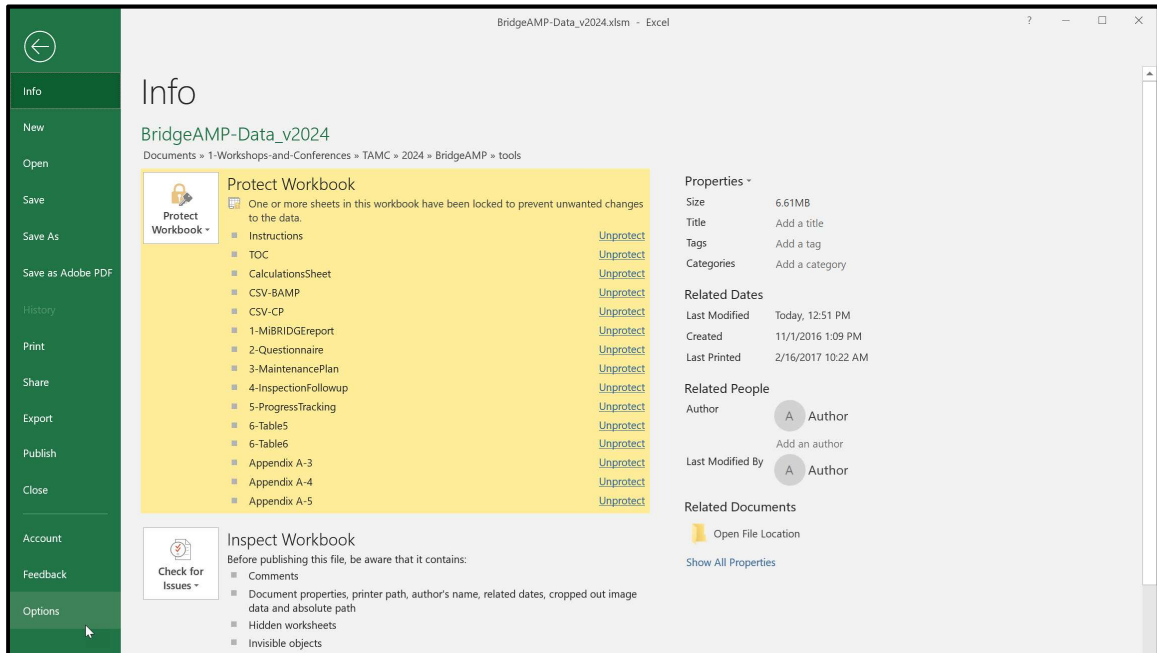 BridgeAMP-Data_v2024.xlsm - Excel
?
Info
New
Open
Save
Save As
Save as Adobe PDF
History
Print
Share
Export
Publish
Close
Account
Feedback
Options
Info
BridgeAMP-Data_v2024
Documents » 1-Workshops-and-Conferences » TAMC » 2024 » BridgeAMP » tools
Protect
Workbook
Protect Workbook
One or more sheets in this workbook have been locked to prevent unwanted changes
to the data.
Instructions Unprotect
TOC Unprotect
CalculationsSheet Unprotect
CSV-BAMP Unprotect
CSV-CP Unprotect
1-MiBRIDGEreport Unprotect
2-Questionnaire Unprotect
3-MaintenancePlan Unprotect
4-InspectionFollowup Unprotect
5-ProgressTracking Unprotect
6-Table5 Unprotect
6-Table6 Unprotect
Appendix A-3 Unprotect
Appendix A-4 Unprotect
Appendix A-5 Unprotect
Check for
Issues
Inspect Workbook
Before publishing this file, be aware that it contains:
Comments
Document properties, printer path, author's name, related dates, cropped out image
data and absolute path
Hidden worksheets
Invisible objects
Properties
Size 6.61MB
Title Add a title
Tags Add a tag
Categories Add a category
Related Dates
Last Modified Today, 12:51 PM
Created 11/1/2016 1:09 PM
Last Printed 2/16/2017 10:22 AM
Related People
Author A Author
Add an author
Last Modified By A Author
Related Documents
Open File Location
Show All Properties